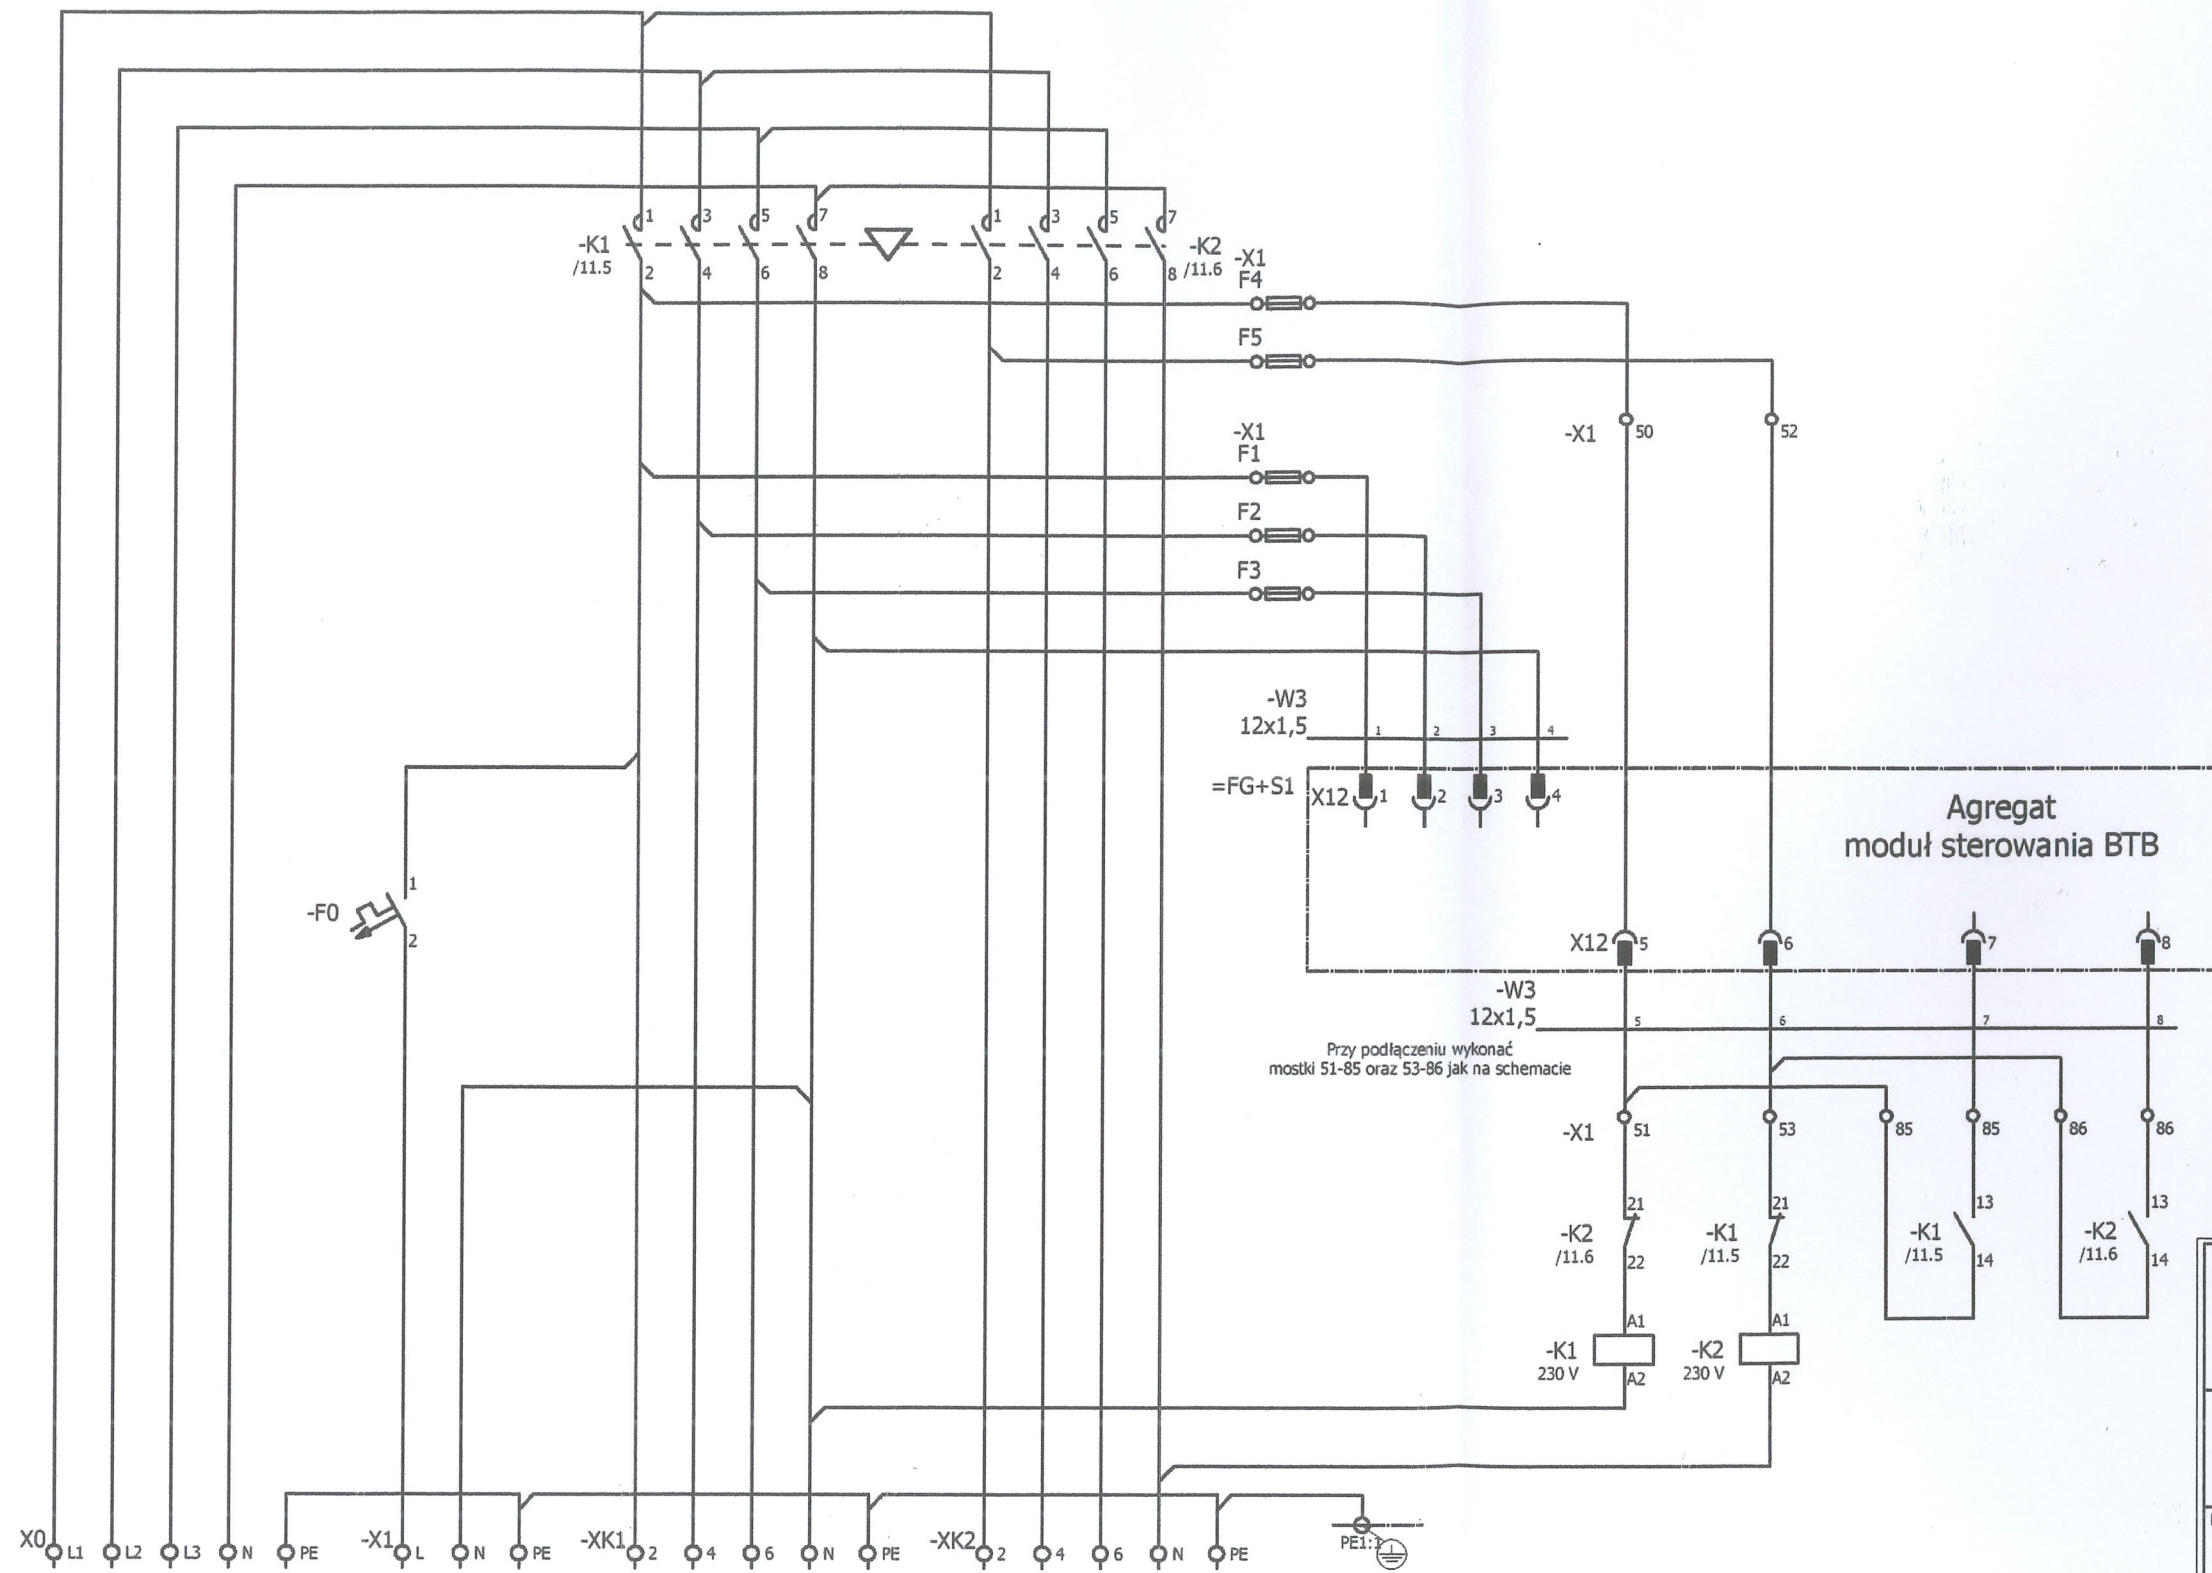 1 3 5 7 1 3 5 7
-K1 -K2
/11.5 /11.6
2 4 6 8 2 4 6 8
-X1
F4
F5
-X1 50 52
-X1
F1
F2
F3
-W3
12x1,5 1 2 3 4
=FG+S1 X12 1 2 3 4
Agregat
moduł sterowania BTB
1
-F0
2
X12 5 6 7 8
-W3
12x1,5 5 6 7 8
Przy podłączeniu wykonać
mostki 51-85 oraz 53-86 jak na schemacie
-X1 51 53 85 85 86 86
21 21 13 13
-K2 -K1 -K1 -K2
/11.6 /11.5 /11.5 /11.6
22 22 14 14
A1 A1
-K1 -K2
230 V 230 V
A2 A2
X0 L1 L2 L3 N PE -X1 L N PE -XK1 2 4 6 N PE -XK2 2 4 6 N PE
PE1:1